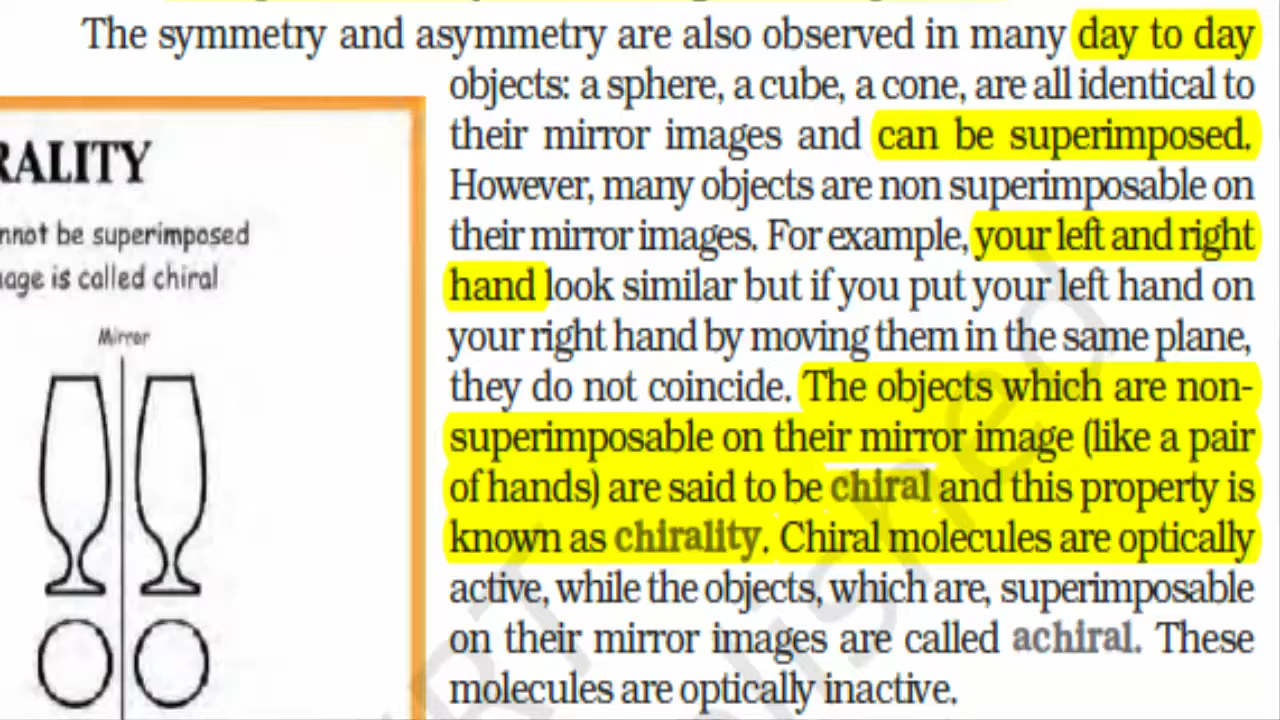 The symmetry and asymmetry are also observed in many day to day
objects: a sphere, a cube, a cone, are all identical to
their mirror images and can be superimposed.
However, many objects are non superimposable on
their mirror images. For example, your left and right
hand look similar but if you put your left hand on
your right hand by moving them in the same plane,
they do not coincide. The objects which are non-
superimposable on their mirror image (like a pair
of hands) are said to be chiral and this property is
known as chirality. Chiral molecules are optically
active, while the objects, which are, superimposable
on their mirror images are called achiral. These
molecules are optically inactive.
RALITY
nnot be superimposed
age is called chiral
Mirror